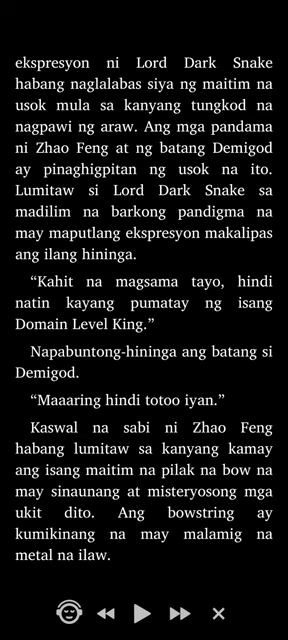 ekspresyon ni Lord Dark Snake
habang naglalabas siya ng maitim na
usok mula sa kanyang tungkod na
nagpawi ng araw. Ang mga pandama
ni Zhao Feng at ng batang Demigod
ay pinaghigpitan ng usok na ito.
Lumitaw si Lord Dark Snake sa
madilim na barkong pandigma na
may maputlang ekspresyon makalipas
ang ilang hininga.
“Kahit na magsama tayo, hindi
natin kayang pumatay ng isang
Domain Level King.”
Napabuntong-hininga ang batang si
Demigod.
“Maaaring hindi totoo iyan.”
Kaswal na sabi ni Zhao Feng
habang lumitaw sa kanyang kamay
ang isang maitim na pilak na bow na
may sinaunang at misteryosong mga
ukit dito. Ang bowstring ay
kumikinang na may malamig na
metal na ilaw.